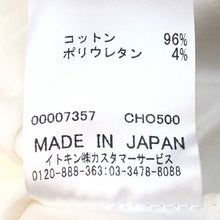 コットン 96%
ポリウレタン 4%
00007357 CHO500
MADE IN JAPAN
イトキン㈱カスタマーサービス
0120-888-363:03-3478-8088